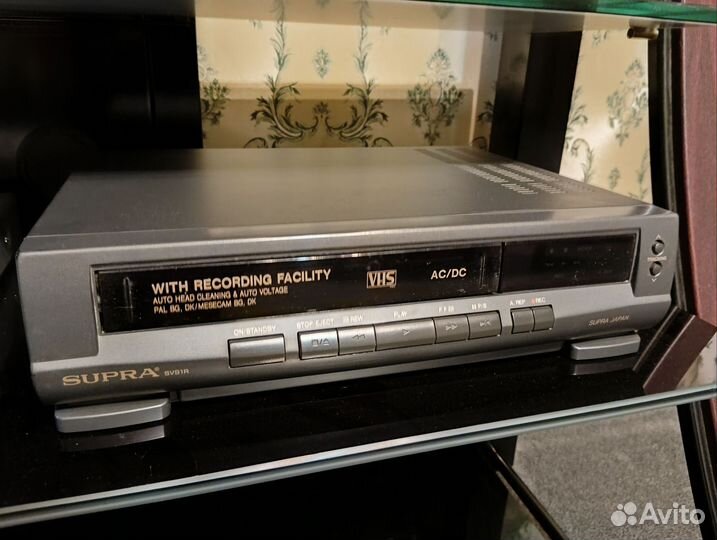 WITH RECORDING FACILITY
AUTO HEAD CLEANING & AUTO VOLTAGE
PAL BG, DK/MESECAM BG, DK
VHS
AC/DC
ON/STANDBY
STOP EJECT
REW
PLAY
F.F
P/S
A. REP
REC
SUPRA
SV91R
SUPRA JAPAN
Avito